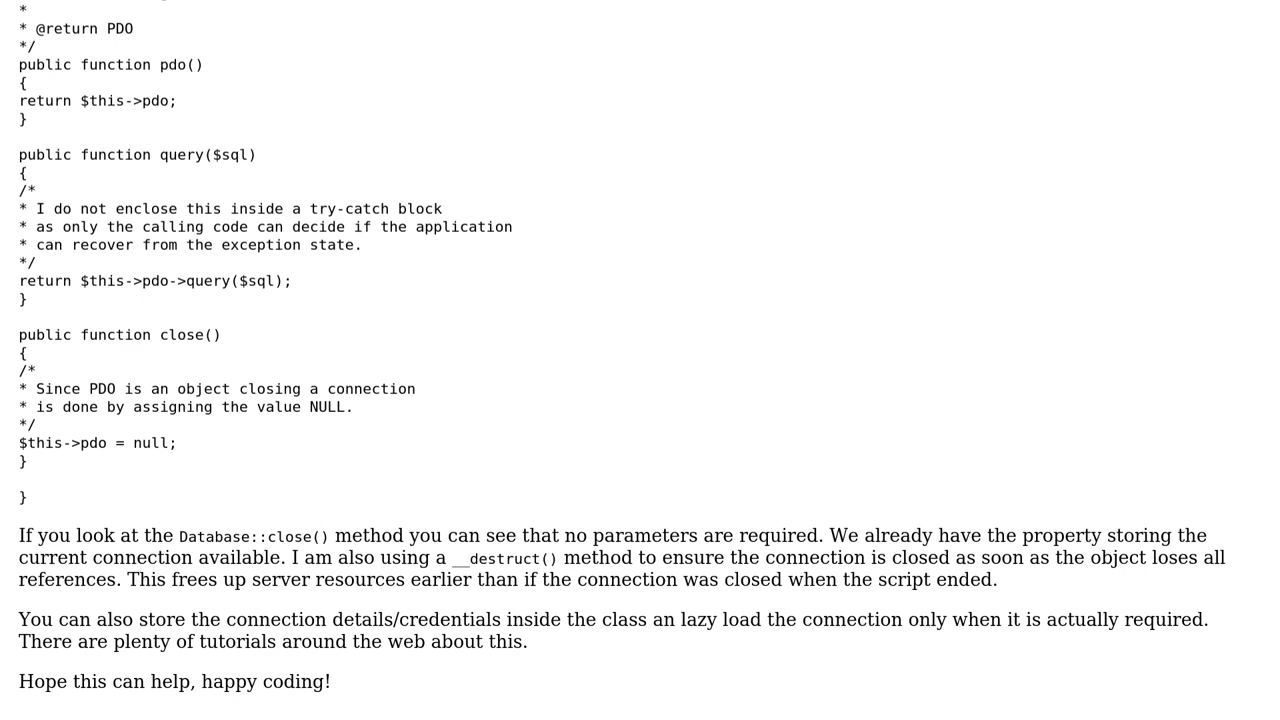 *
* @return PDO
*/
public function pdo()
{
return $this->pdo;
}

public function query($sql)
{
/*
* I do not enclose this inside a try-catch block
* as only the calling code can decide if the application
* can recover from the exception state.
*/
return $this->pdo->query($sql);
}

public function close()
{
/*
* Since PDO is an object closing a connection
* is done by assigning the value NULL.
*/
$this->pdo = null;
}

}

If you look at the Database::close() method you can see that no parameters are required. We already have the property storing the
current connection available. I am also using a __destruct() method to ensure the connection is closed as soon as the object loses all
references. This frees up server resources earlier than if the connection was closed when the script ended.

You can also store the connection details/credentials inside the class an lazy load the connection only when it is actually required.
There are plenty of tutorials around the web about this.

Hope this can help, happy coding!